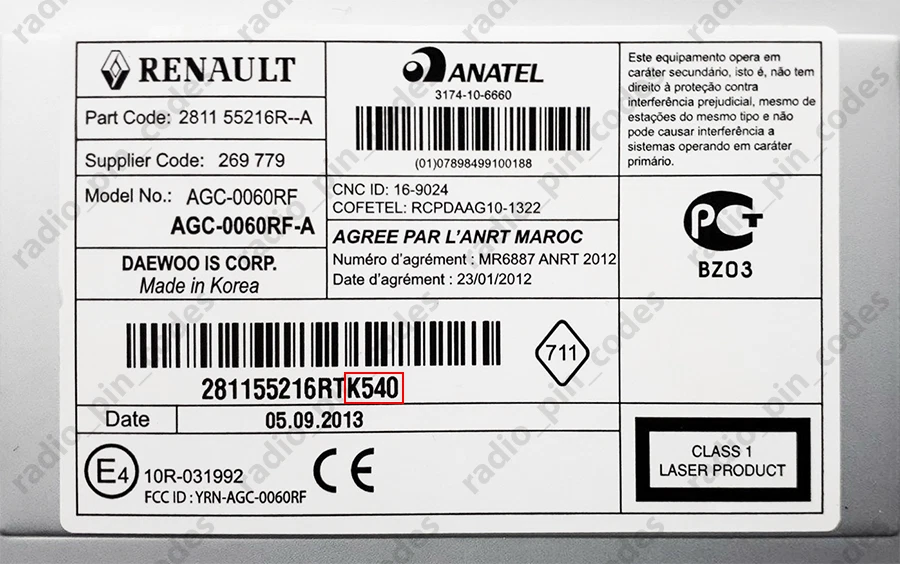 RENAULT
Part Code: 2811 55216R--A
Supplier Code: 269 779
Model No.: AGC-0060RF
AGC-0060RF-A
DAEWOO IS CORP.
Made in Korea
ANATEL
3174-10-6660
(01)07898499100188
CNC ID: 16-9024
COFETEL: RCPDAAG10-1322
AGREE PAR L'ANRT MAROC
Numéro d'agrément : MR6887 ANRT 2012
Date d'agrément : 23/01/2012
Este equipamento opera em
caráter secundário, isto é, não tem
direito à proteção contra
interferência prejudicial, mesmo de
estações do mesmo tipo e não
pode causar interferência a
sistemas operando em caráter
primário.
PCT
BZ03
281155216RTK540
711
Date 05.09.2013
E4 10R-031992
FCC ID : YRN-AGC-0060RF
CE
CLASS 1
LASER PRODUCT
radio_pin_codes